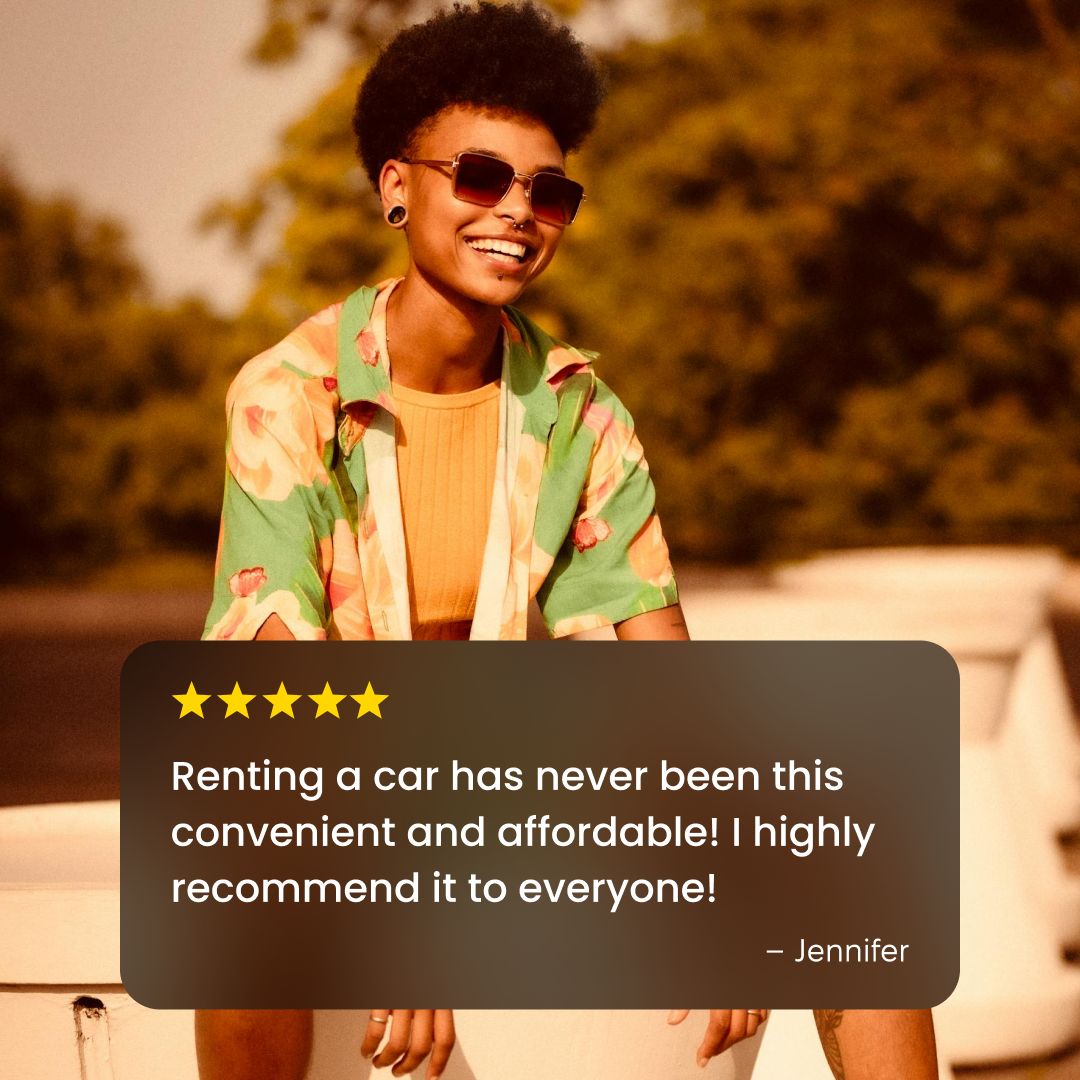 Renting a car has never been this
convenient and affordable! I highly
recommend it to everyone!
– Jennifer